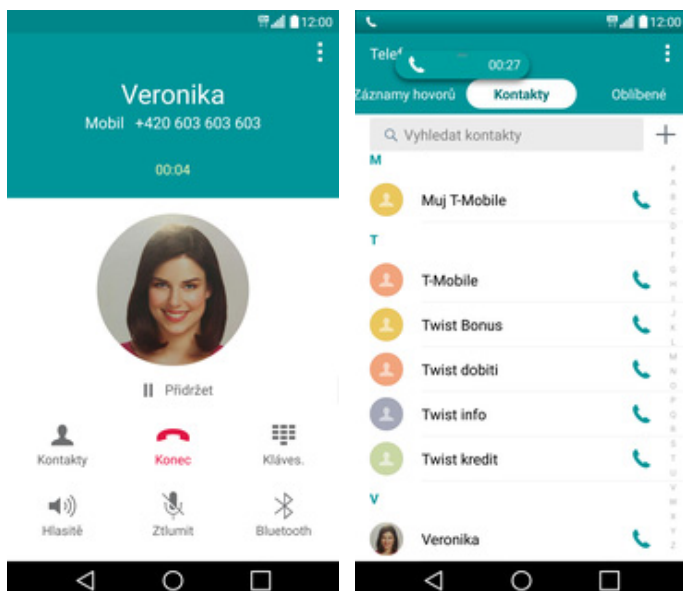 12:00
Veronika
Mobil +420 603 603 603
00:04
Přidržet
Kontakty
Konec
Kláves.
Hlasitě
Ztlumit
Bluetooth
12:00
Telef
00:27
Záznamy hovorů
Kontakty
Oblíbené
Vyhledat kontakty
M
Muj T-Mobile
T
T-Mobile
Twist Bonus
Twist dobiti
Twist info
Twist kredit
V
Veronika
#
A
B
C
D
E
F
G
H
I
J
K
L
M
N
O
P
Q
R
S
T
U
V
W
X
Y
Z